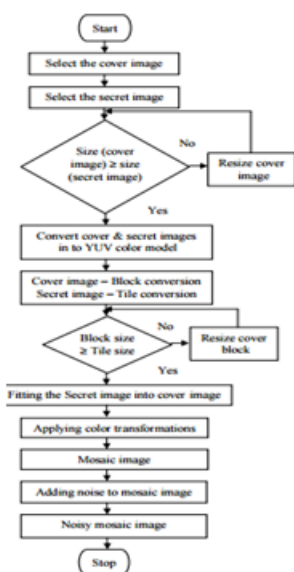 Start
Select the cover image
Select the secret image
Size (cover
image) ≥ size
(secret image)
No
Resize cover
image
Yes
Convert cover & secret images
in to YUV color model
Cover image – Block conversion
Secret image – Tile conversion
Block size
≥ Tile size
No
Resize cover
block
Yes
Fitting the Secret image into cover image
Applying color transformations
Mosaic image
Adding noise to mosaic image
Noisy mosaic image
Stop